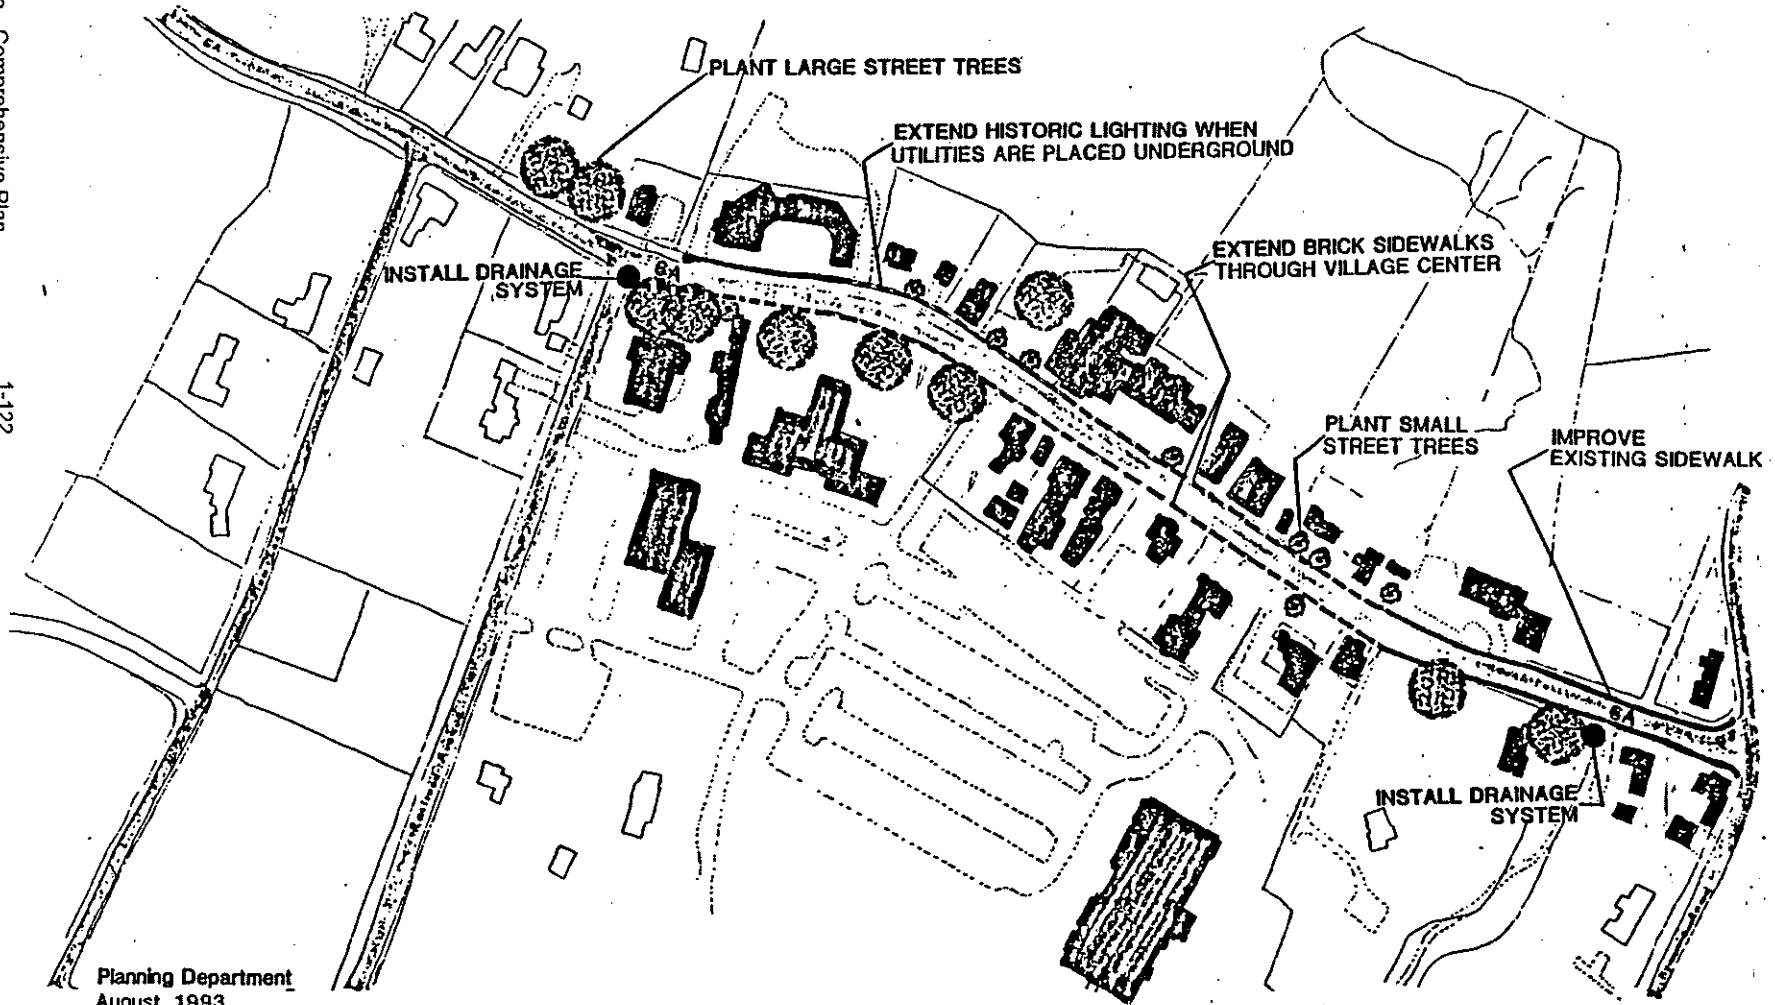 Comprehensive Plan
1-122
6A
PLANT LARGE STREET TREES
EXTEND HISTORIC LIGHTING WHEN
UTILITIES ARE PLACED UNDERGROUND
EXTEND BRICK SIDEWALKS
THROUGH VILLAGE CENTER
INSTALL DRAINAGE
SYSTEM
6A
PLANT SMALL
STREET TREES
IMPROVE
EXISTING SIDEWALK
6A
INSTALL DRAINAGE
SYSTEM
Planning Department
August, 1993